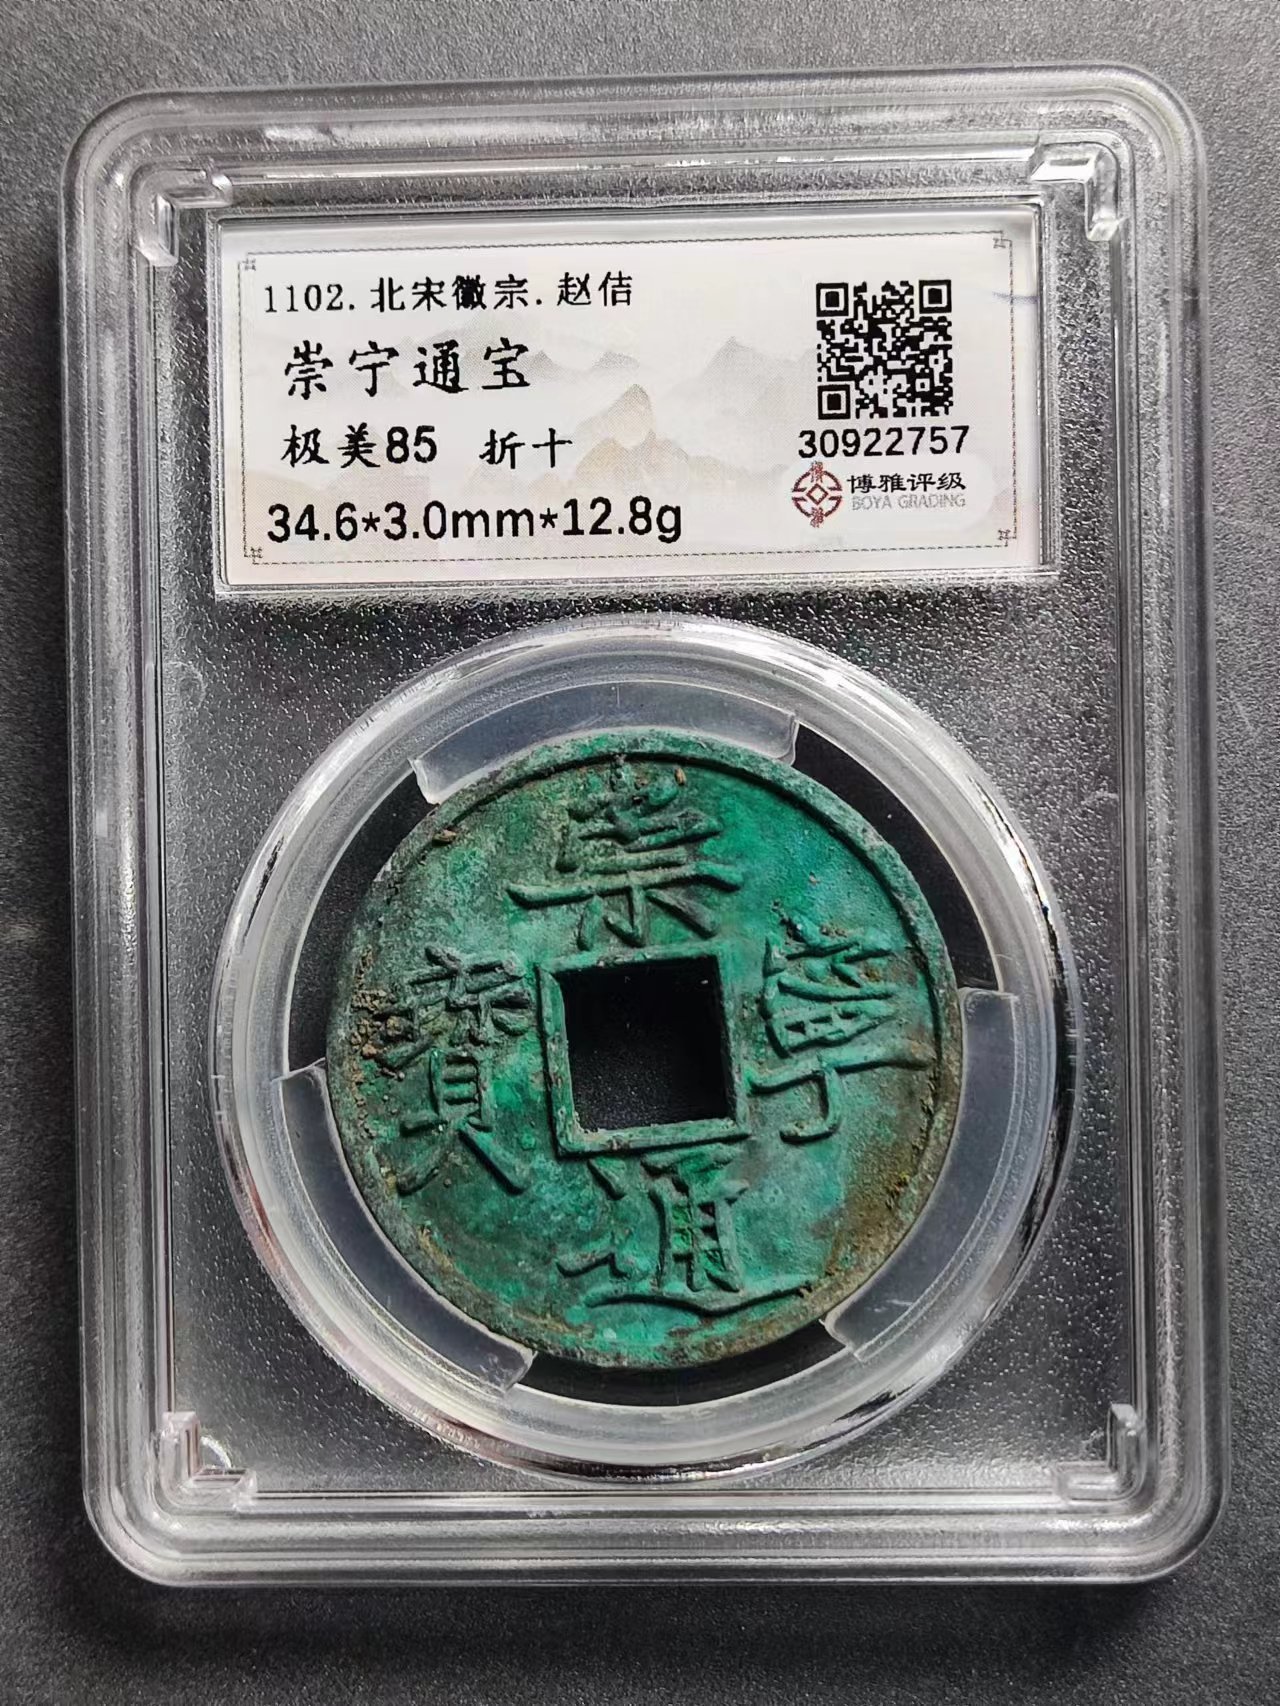 1102.北宋徽宗.赵佶
崇宁通宝
极美85 折十
34.6*3.0mm*12.8g
30922757
博雅评级
BOYA GRADING
崇
寧
通
寳